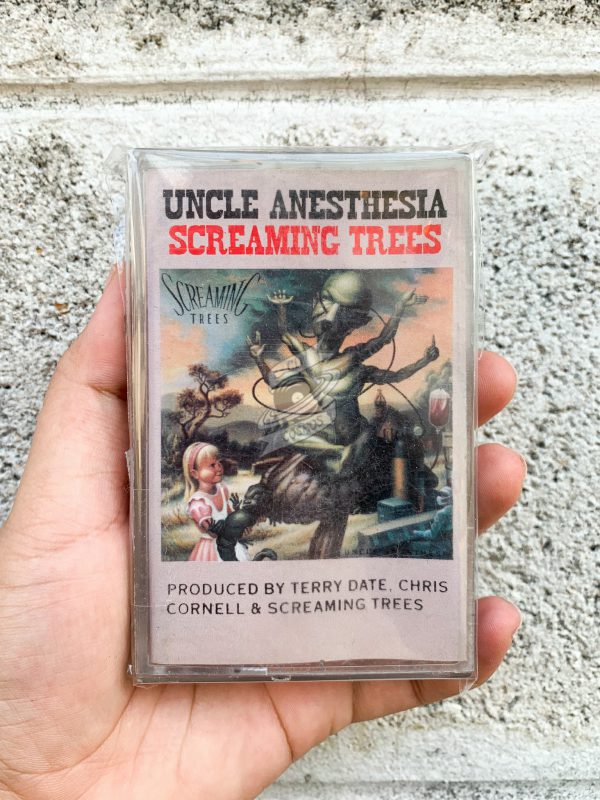 UNCLE ANESTHESIA
SCREAMING TREES
SCREAMING
TREES
PRODUCED BY TERRY DATE, CHRIS
CORNELL & SCREAMING TREES